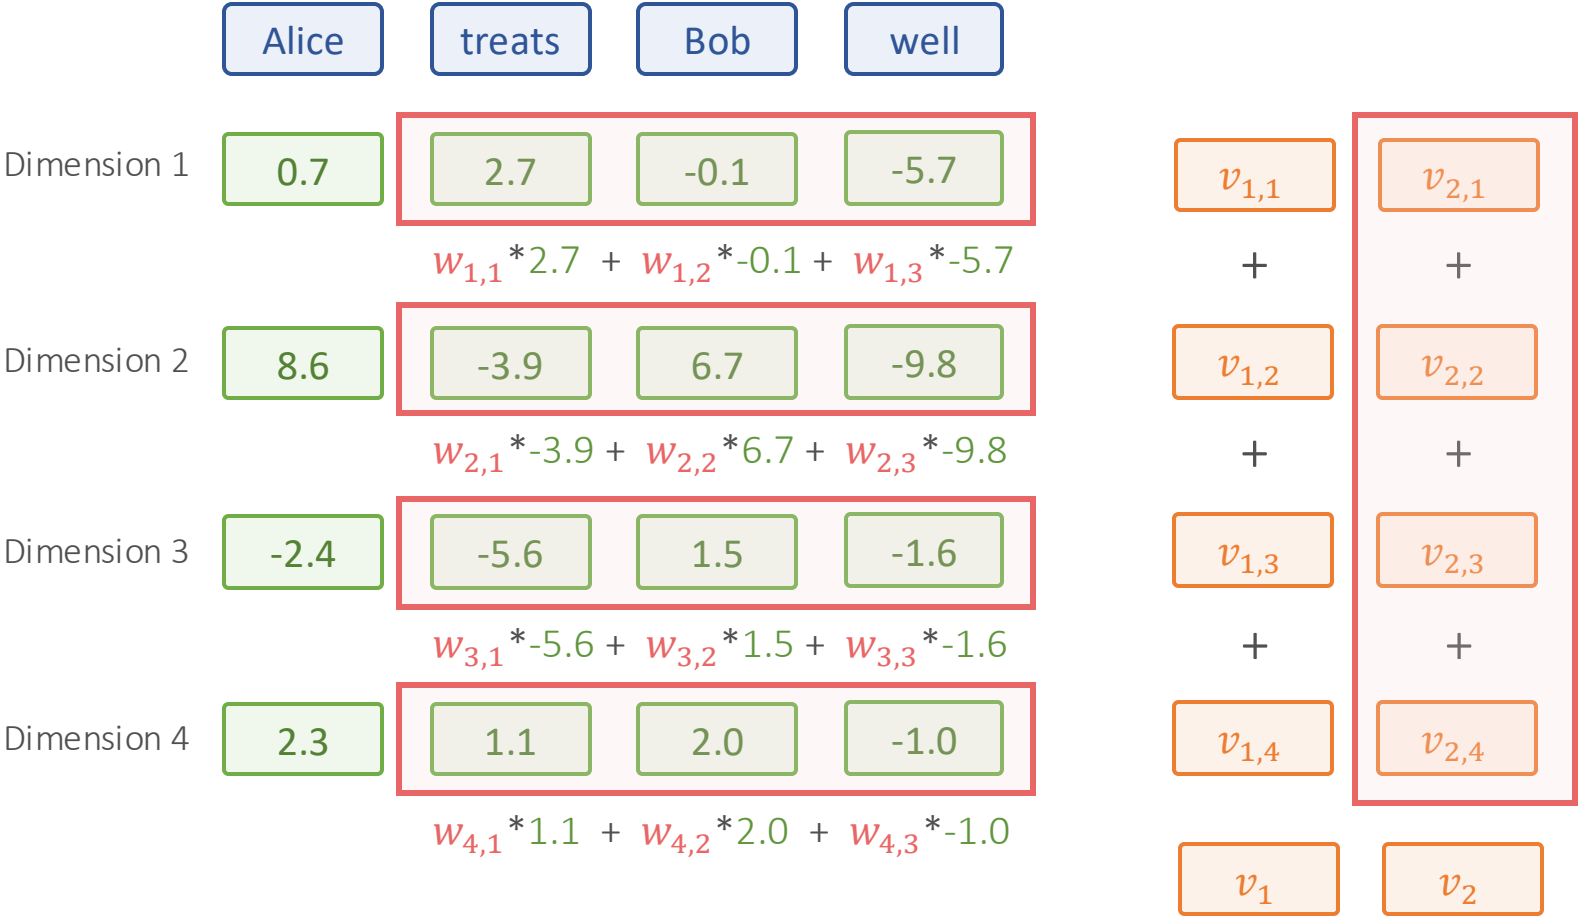 Alice treats Bob well
Dimension 1 0.7 2.7 -0.1 -5.7 v1,1 v2,1
w1,1*2.7 + w1,2*-0.1 + w1,3*-5.7 + +
Dimension 2 8.6 -3.9 6.7 -9.8 v1,2 v2,2
w2,1*-3.9 + w2,2*6.7 + w2,3*-9.8 + +
Dimension 3 -2.4 -5.6 1.5 -1.6 v1,3 v2,3
w3,1*-5.6 + w3,2*1.5 + w3,3*-1.6 + +
Dimension 4 2.3 1.1 2.0 -1.0 v1,4 v2,4
w4,1*1.1 + w4,2*2.0 + w4,3*-1.0
v1 v2